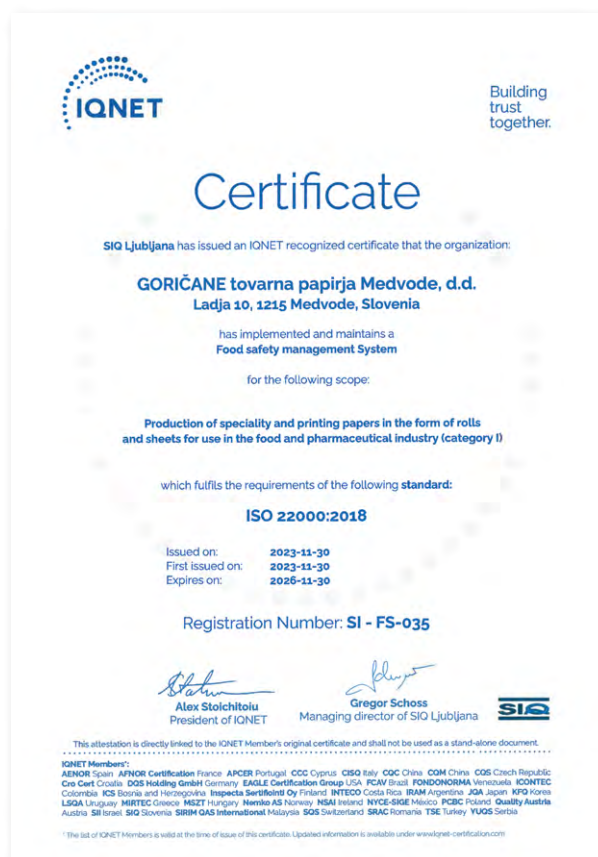 IQNET
Building
trust
together.
Certificate
SIQ Ljubljana has issued an IQNET recognized certificate that the organization:
GORIČANE tovarna papirja Medvode, d.d.
Ladja 10, 1215 Medvode, Slovenia
has implemented and maintains a
Food safety management System
for the following scope:
Production of speciality and printing papers in the form of rolls
and sheets for use in the food and pharmaceutical industry (category I)
which fulfils the requirements of the following standard:
ISO 22000:2018
Issued on: 2023-11-30
First issued on: 2023-11-30
Expires on: 2026-11-30
Registration Number: SI - FS-035
Alex Stoichitoiu
President of IQNET
Gregor Schoss
Managing director of SIQ Ljubljana
SIQ
This attestation is directly linked to the IQNET Member's original certificate and shall not be used as a stand-alone document.
IQNET Members¹:
AENOR Spain AFNOR Certification France APCER Portugal CCC Cyprus CISQ Italy CQC China CQM China CQS Czech Republic
Cro Cert Croatia DQS Holding GmbH Germany EAGLE Certification Group USA FCAV Brazil FONDONORMA Venezuela ICONTEC
Colombia ICS Bosnia and Herzegovina Inspecta Sertifiointi Oy Finland INTECO Costa Rica IRAM Argentina JQA Japan KFQ Korea
LSQA Uruguay MIRTEC Greece MSZT Hungary Nemko AS Norway NSAI Ireland NYCE-SIGE México PCBC Poland Quality Austria
Austria SII Israel SIQ Slovenia SIRIM QAS International Malaysia SQS Switzerland SRAC Romania TSE Turkey YUQS Serbia
¹ The list of IQNET Members is valid at the time of issue of this certificate. Updated information is available under www.iqnet-certification.com